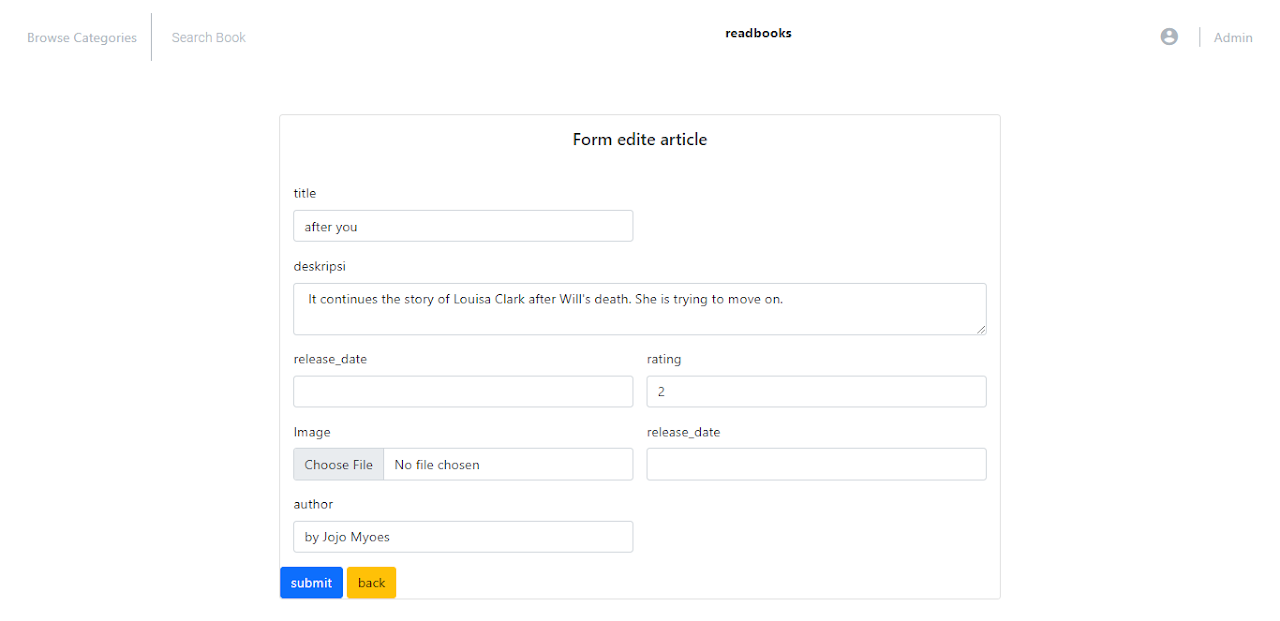 Browse Categories
Search Book
readbooks
Admin
Form edite article
title
after you
deskripsi
It continues the story of Louisa Clark after Will's death. She is trying to move on.
release_date
rating
2
Image
release_date
Choose File No file chosen
author
by Jojo Myoes
submit
back